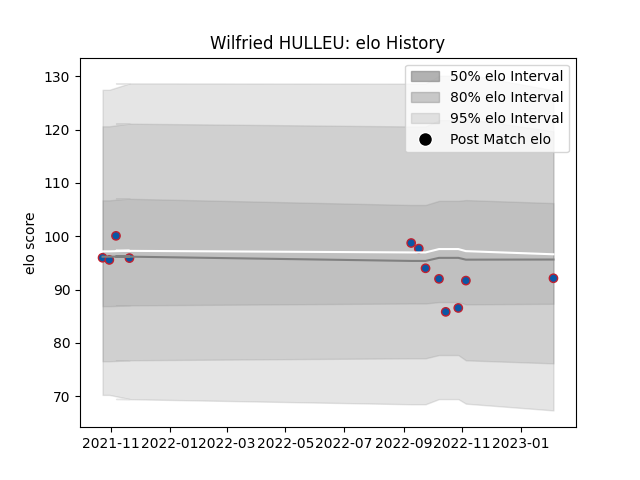 Wilfried HULLEU: elo History
50% elo Interval
80% elo Interval
95% elo Interval
Post Match elo
elo score
130
120
110
100
90
80
70
2021-11 2022-01 2022-03 2022-05 2022-07 2022-09 2022-11 2023-01